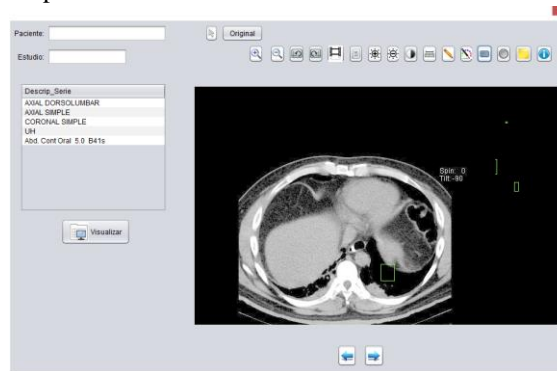 Paciente:
Original
Estudio:
Descrip_Serie
AXIAL DORSOLUMBAR
AXIAL SIMPLE
CORONAL SIMPLE
UH
Abd. Cont Oral 5.0 B41s
Visualizar
Spin: 0
Tilt:-90